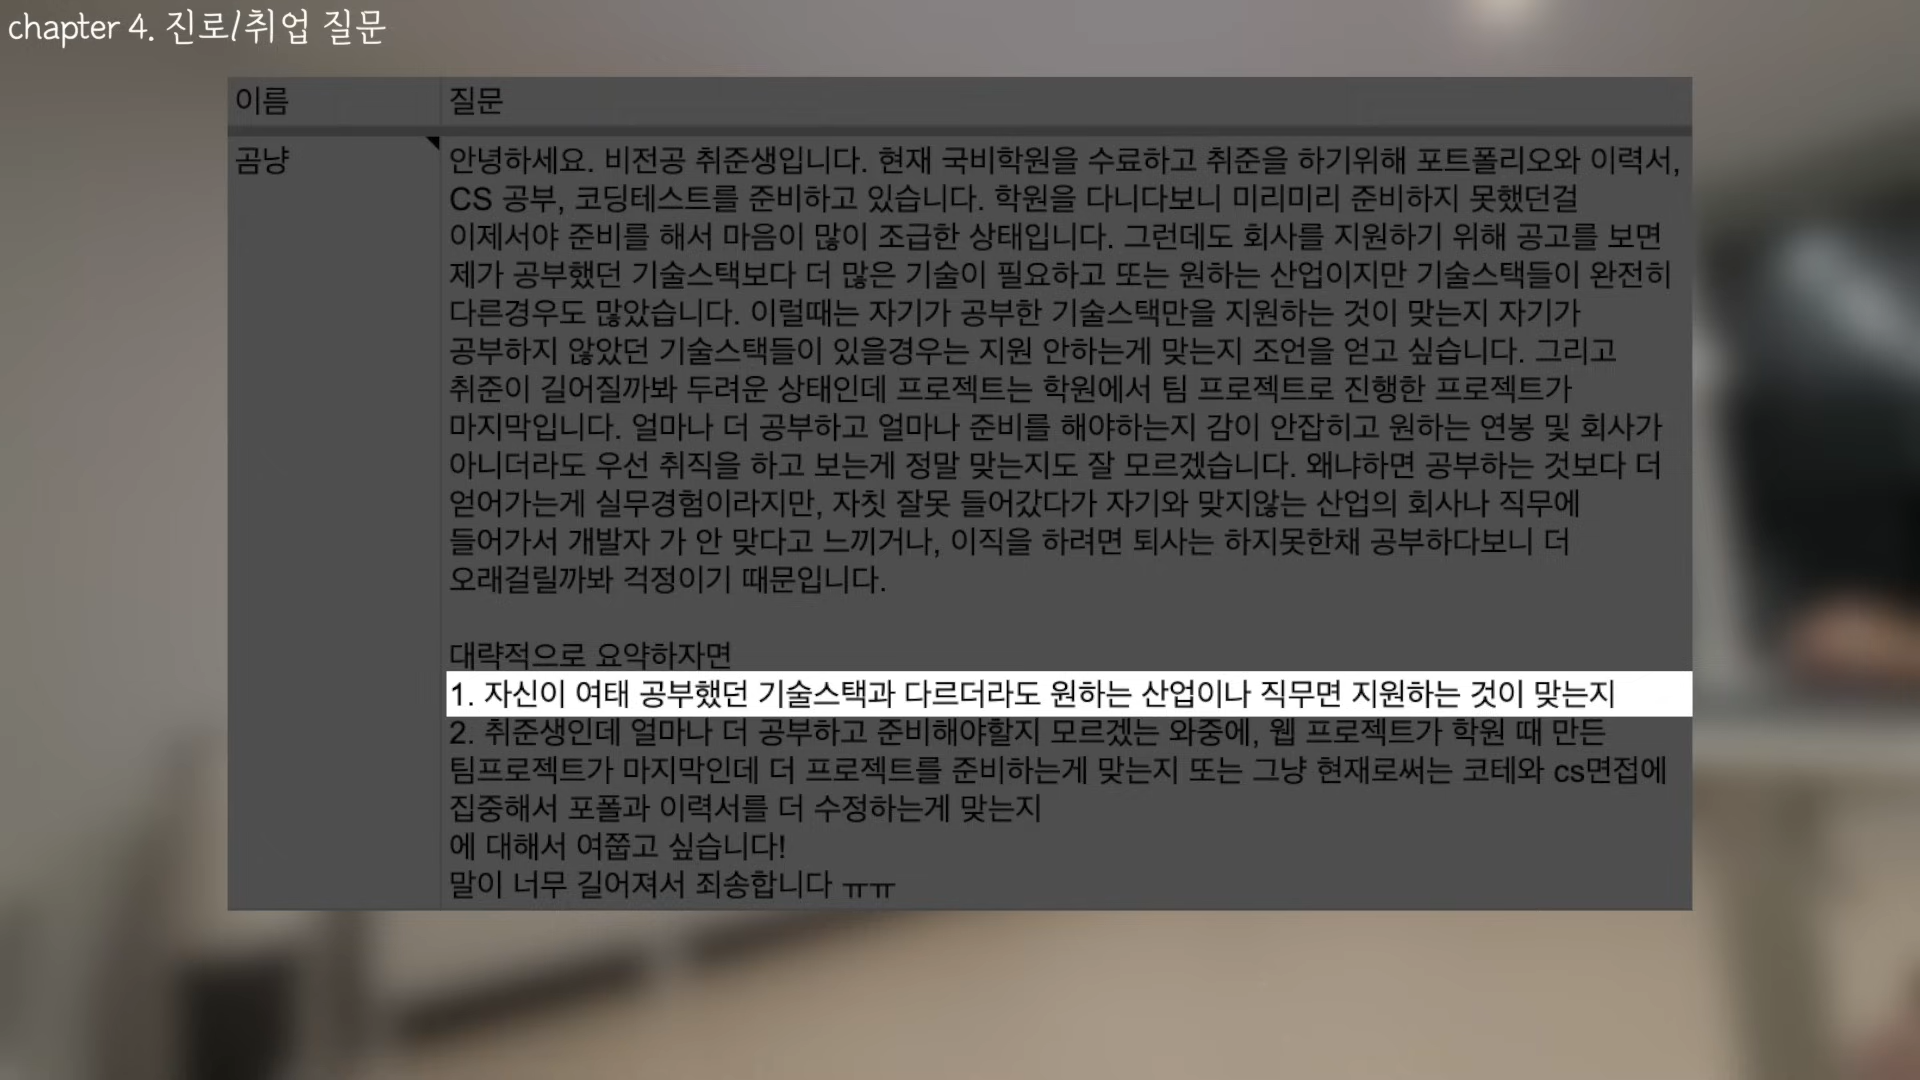 chapter 4. 진로/취업 질문
이름
질문
곰냥
안녕하세요. 비전공 취준생입니다. 현재 국비학원을 수료하고 취준을 하기위해 포트폴리오와 이력서,
CS 공부, 코딩테스트를 준비하고 있습니다. 학원을 다니다보니 미리미리 준비하지 못했던걸
이제서야 준비를 해서 마음이 많이 조급한 상태입니다. 그런데도 회사를 지원하기 위해 공고를 보면
제가 공부했던 기술스택보다 더 많은 기술이 필요하고 또는 원하는 산업이지만 기술스택들이 완전히
다른경우도 많았습니다. 이럴때는 자기가 공부한 기술스택만을 지원하는 것이 맞는지 자기가
공부하지 않았던 기술스택들이 있을경우는 지원 안하는게 맞는지 조언을 얻고 싶습니다. 그리고
취준이 길어질까봐 두려운 상태인데 프로젝트는 학원에서 팀 프로젝트로 진행한 프로젝트가
마지막입니다. 얼마나 더 공부하고 얼마나 준비를 해야하는지 감이 안잡히고 원하는 연봉 및 회사가
아니더라도 우선 취직을 하고 보는게 정말 맞는지도 잘 모르겠습니다. 왜냐하면 공부하는 것보다 더
얻어가는게 실무경험이라지만, 자칫 잘못 들어갔다가 자기와 맞지않는 산업의 회사나 직무에
들어가서 개발자 가 안 맞다고 느끼거나, 이직을 하려면 퇴사는 하지못한채 공부하다보니 더
오래걸릴까봐 걱정이기 때문입니다.
대략적으로 요약하자면
1. 자신이 여태 공부했던 기술스택과 다르더라도 원하는 산업이나 직무면 지원하는 것이 맞는지
2. 취준생인데 얼마나 더 공부하고 준비해야할지 모르겠는 와중에, 웹 프로젝트가 학원 때 만든
팀프로젝트가 마지막인데 더 프로젝트를 준비하는게 맞는지 또는 그냥 현재로써는 코테와 cs면접에
집중해서 포폴과 이력서를 더 수정하는게 맞는지
에 대해서 여쭙고 싶습니다!
말이 너무 길어져서 죄송합니다 ㅠㅠ